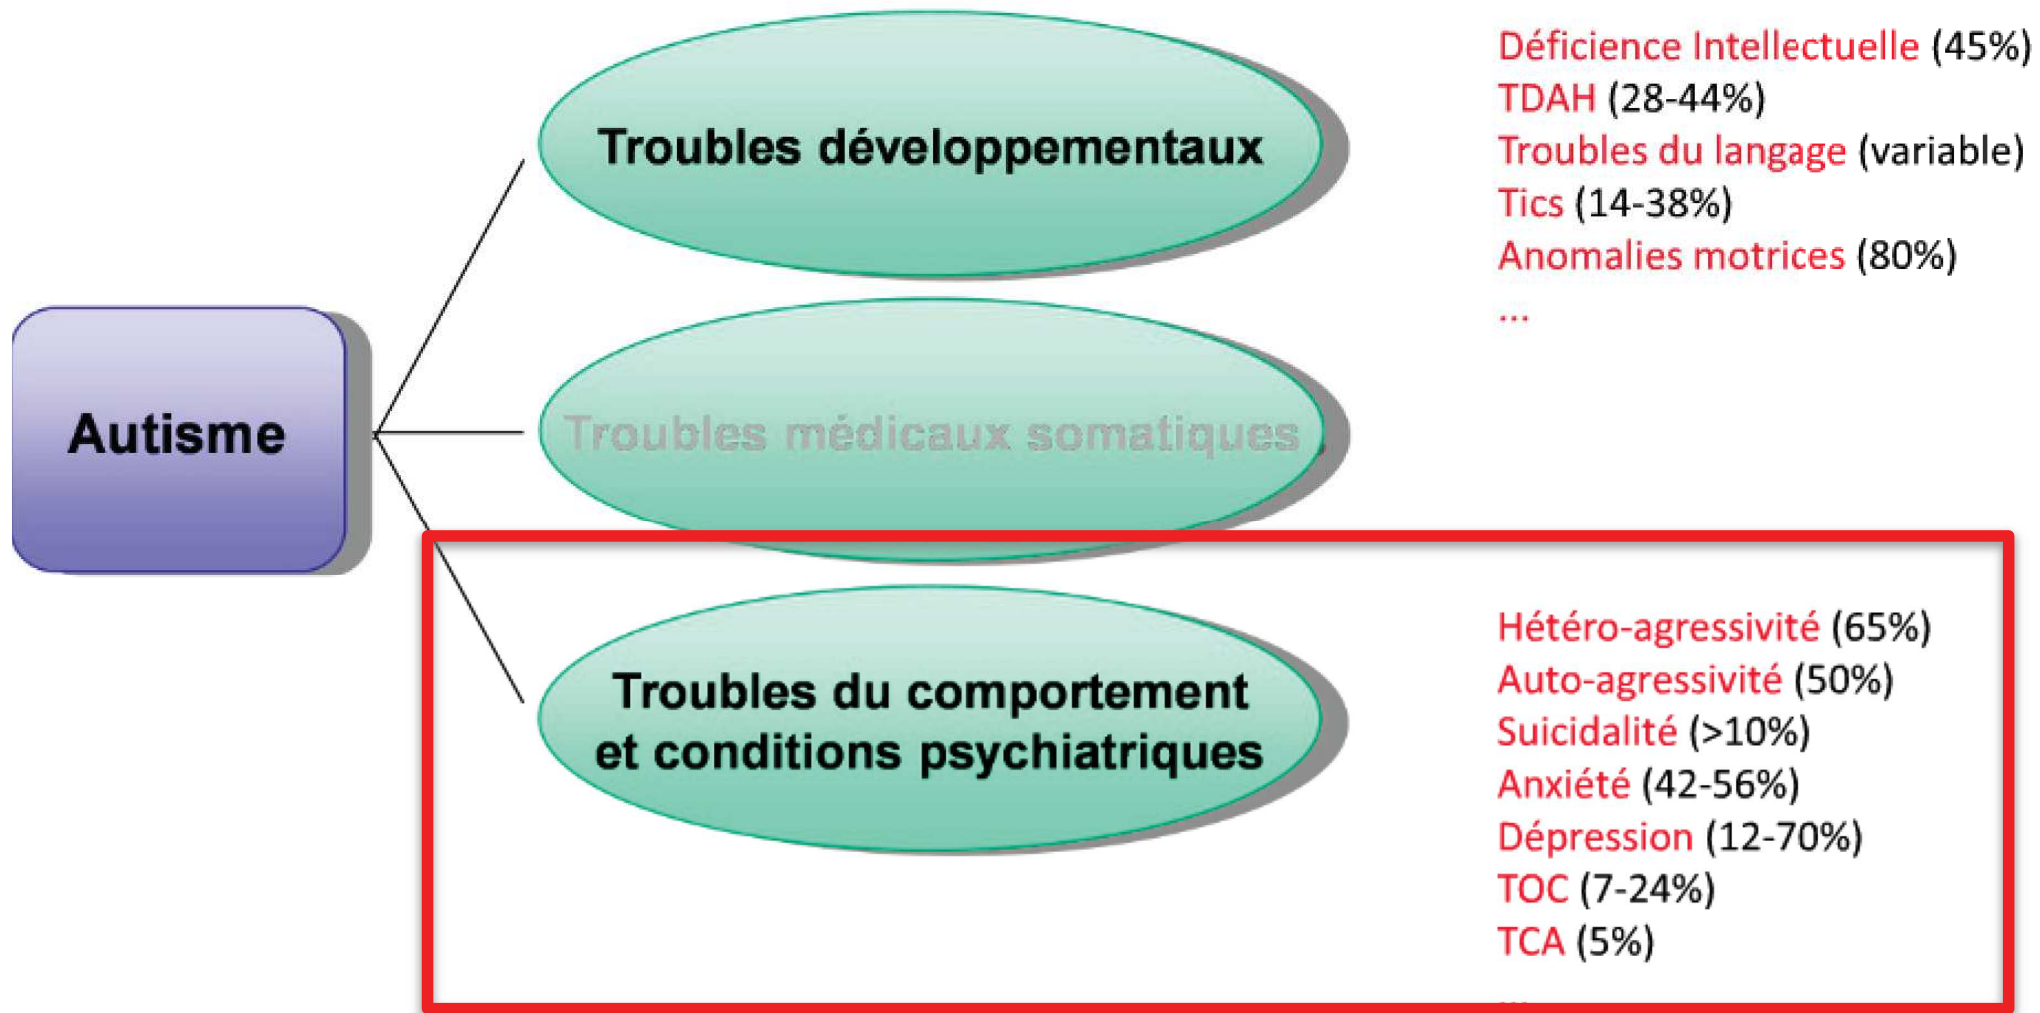 Autisme
Troubles développementaux
Déficience Intellectuelle (45%)
TDAH (28-44%)
Troubles du langage (variable)
Tics (14-38%)
Anomalies motrices (80%)
...
Troubles médicaux somatiques
Troubles du comportement
et conditions psychiatriques
Hétéro-agressivité (65%)
Auto-agressivité (50%)
Suicidalité (>10%)
Anxiété (42-56%)
Dépression (12-70%)
TOC (7-24%)
TCA (5%)
...